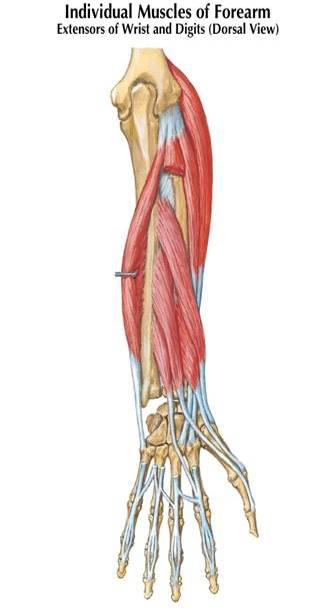 Individual Muscles of Forearm
Extensors of Wrist and Digits (Dorsal View)